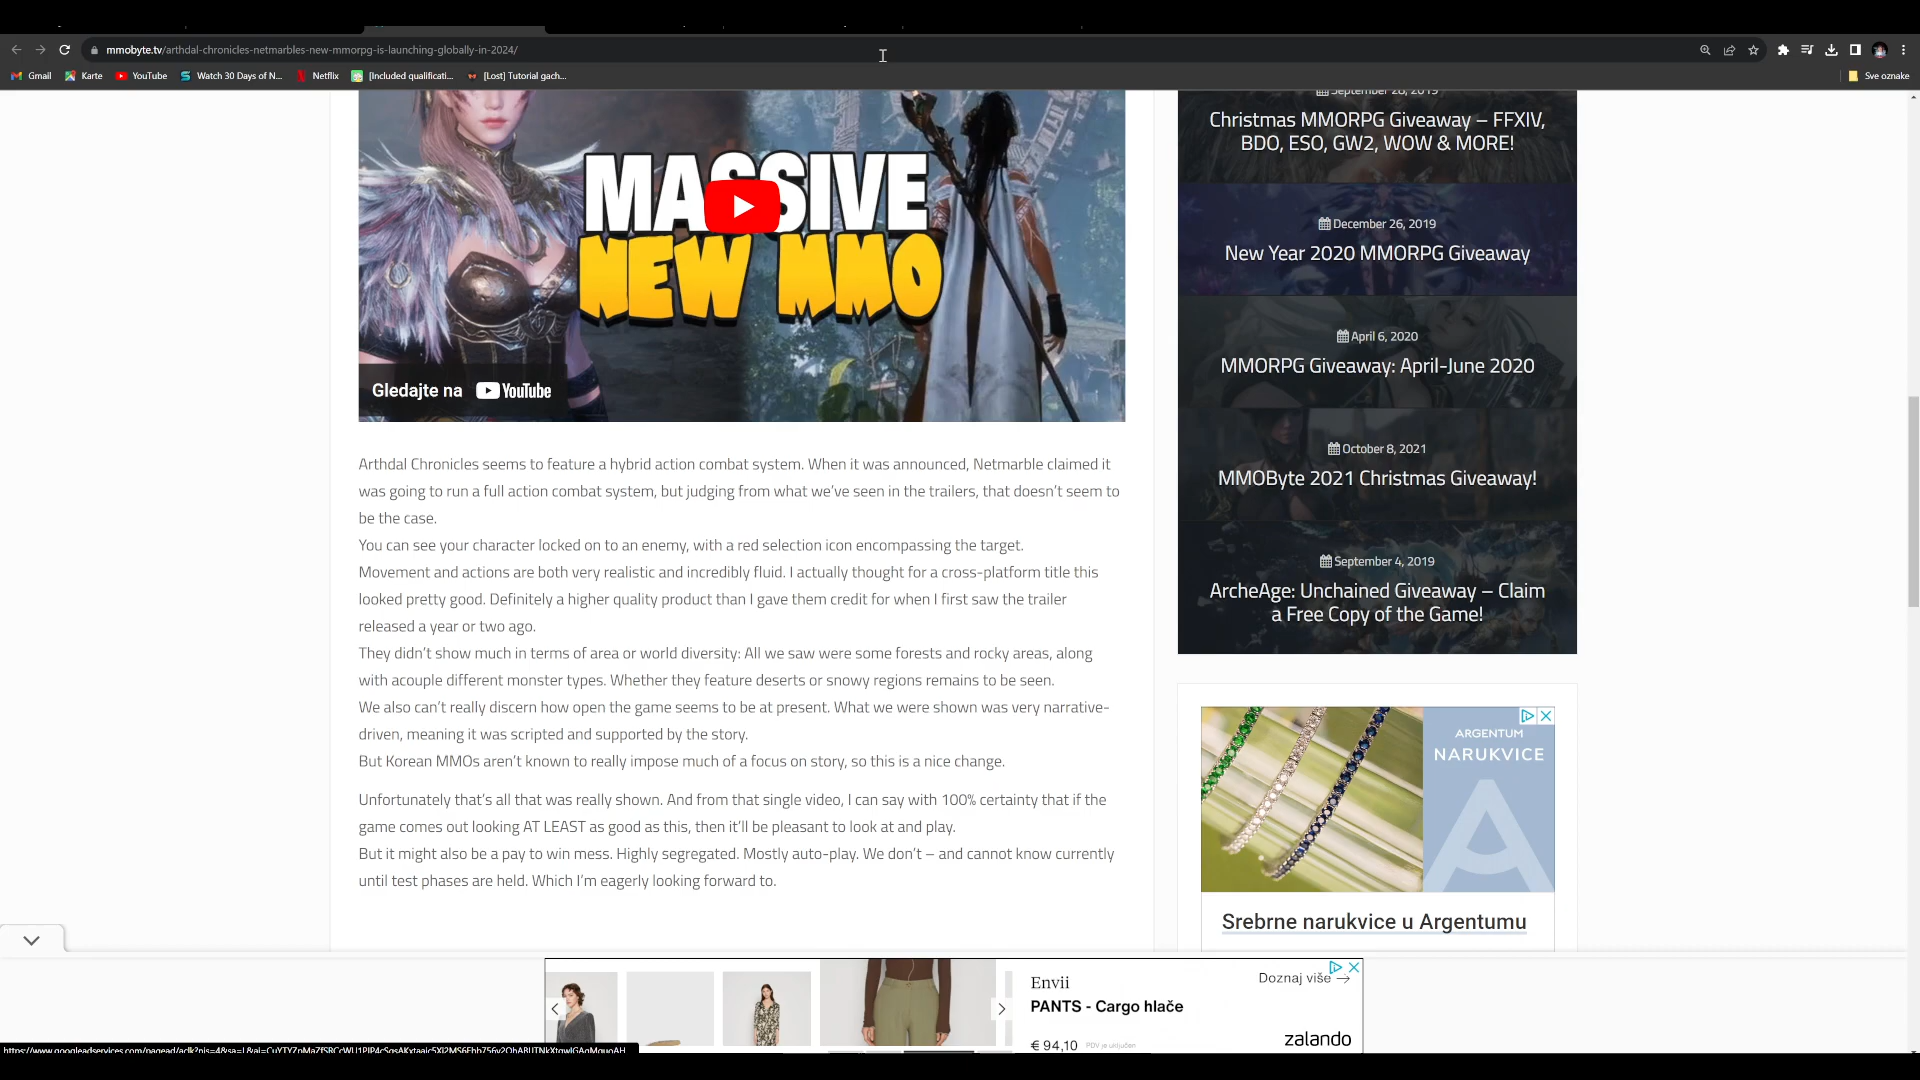 mmobyte.tv/arthdal-chronicles-netmarbles-new-mmorpg-is-launching-globally-in-2024/
Gmail
Karte
YouTube
Watch 30 Days of N...
Netflix
[Included qualificati...
[Lost] Tutorial gach...
Sve oznake
MASSIVE
NEW MMO
Gledajte na YouTube
Arthdal Chronicles seems to feature a hybrid action combat system. When it was announced, Netmarble claimed it
was going to run a full action combat system, but judging from what we've seen in the trailers, that doesn't seem to
be the case.
You can see your character locked on to an enemy, with a red selection icon encompassing the target.
Movement and actions are both very realistic and incredibly fluid. I actually thought for a cross-platform title this
looked pretty good. Definitely a higher quality product than I gave them credit for when I first saw the trailer
released a year or two ago.
They didn't show much in terms of area or world diversity: All we saw were some forests and rocky areas, along
with acouple different monster types. Whether they feature deserts or snowy regions remains to be seen.
We also can't really discern how open the game seems to be at present. What we were shown was very narrative-
driven, meaning it was scripted and supported by the story.
But Korean MMOs aren't known to really impose much of a focus on story, so this is a nice change.
Unfortunately that's all that was really shown. And from that single video, I can say with 100% certainty that if the
game comes out looking AT LEAST as good as this, then it'll be pleasant to look at and play.
But it might also be a pay to win mess. Highly segregated. Mostly auto-play. We don't – and cannot know currently
until test phases are held. Which I'm eagerly looking forward to.
Christmas MMORPG Giveaway – FFXIV,
BDO, ESO, GW2, WOW & MORE!
December 26, 2019
New Year 2020 MMORPG Giveaway
April 6, 2020
MMORPG Giveaway: April-June 2020
October 8, 2021
MMOByte 2021 Christmas Giveaway!
September 4, 2019
ArcheAge: Unchained Giveaway – Claim
a Free Copy of the Game!
ARGENTUM
NARUKVICE
Srebrne narukvice u Argentumu
Envii
Doznaj više
PANTS - Cargo hlače
€ 94,10 PDV je uključen
zalando